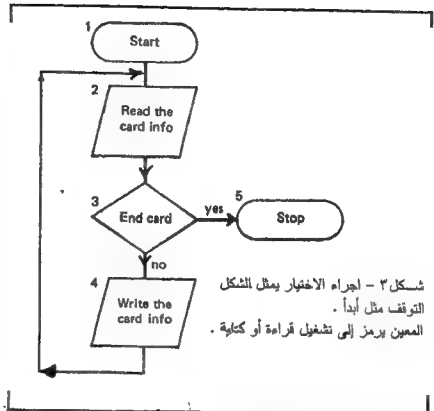 1
Start
2
Read the
card info
3
End card
yes
5
Stop
no
4
Write the
card info
شكل ٣ – اجراء الاختيار يمثل الشكل
التوقف مثل أبدأ .
المعين يرمز إلى تشغيل قراءة أو كتابة .